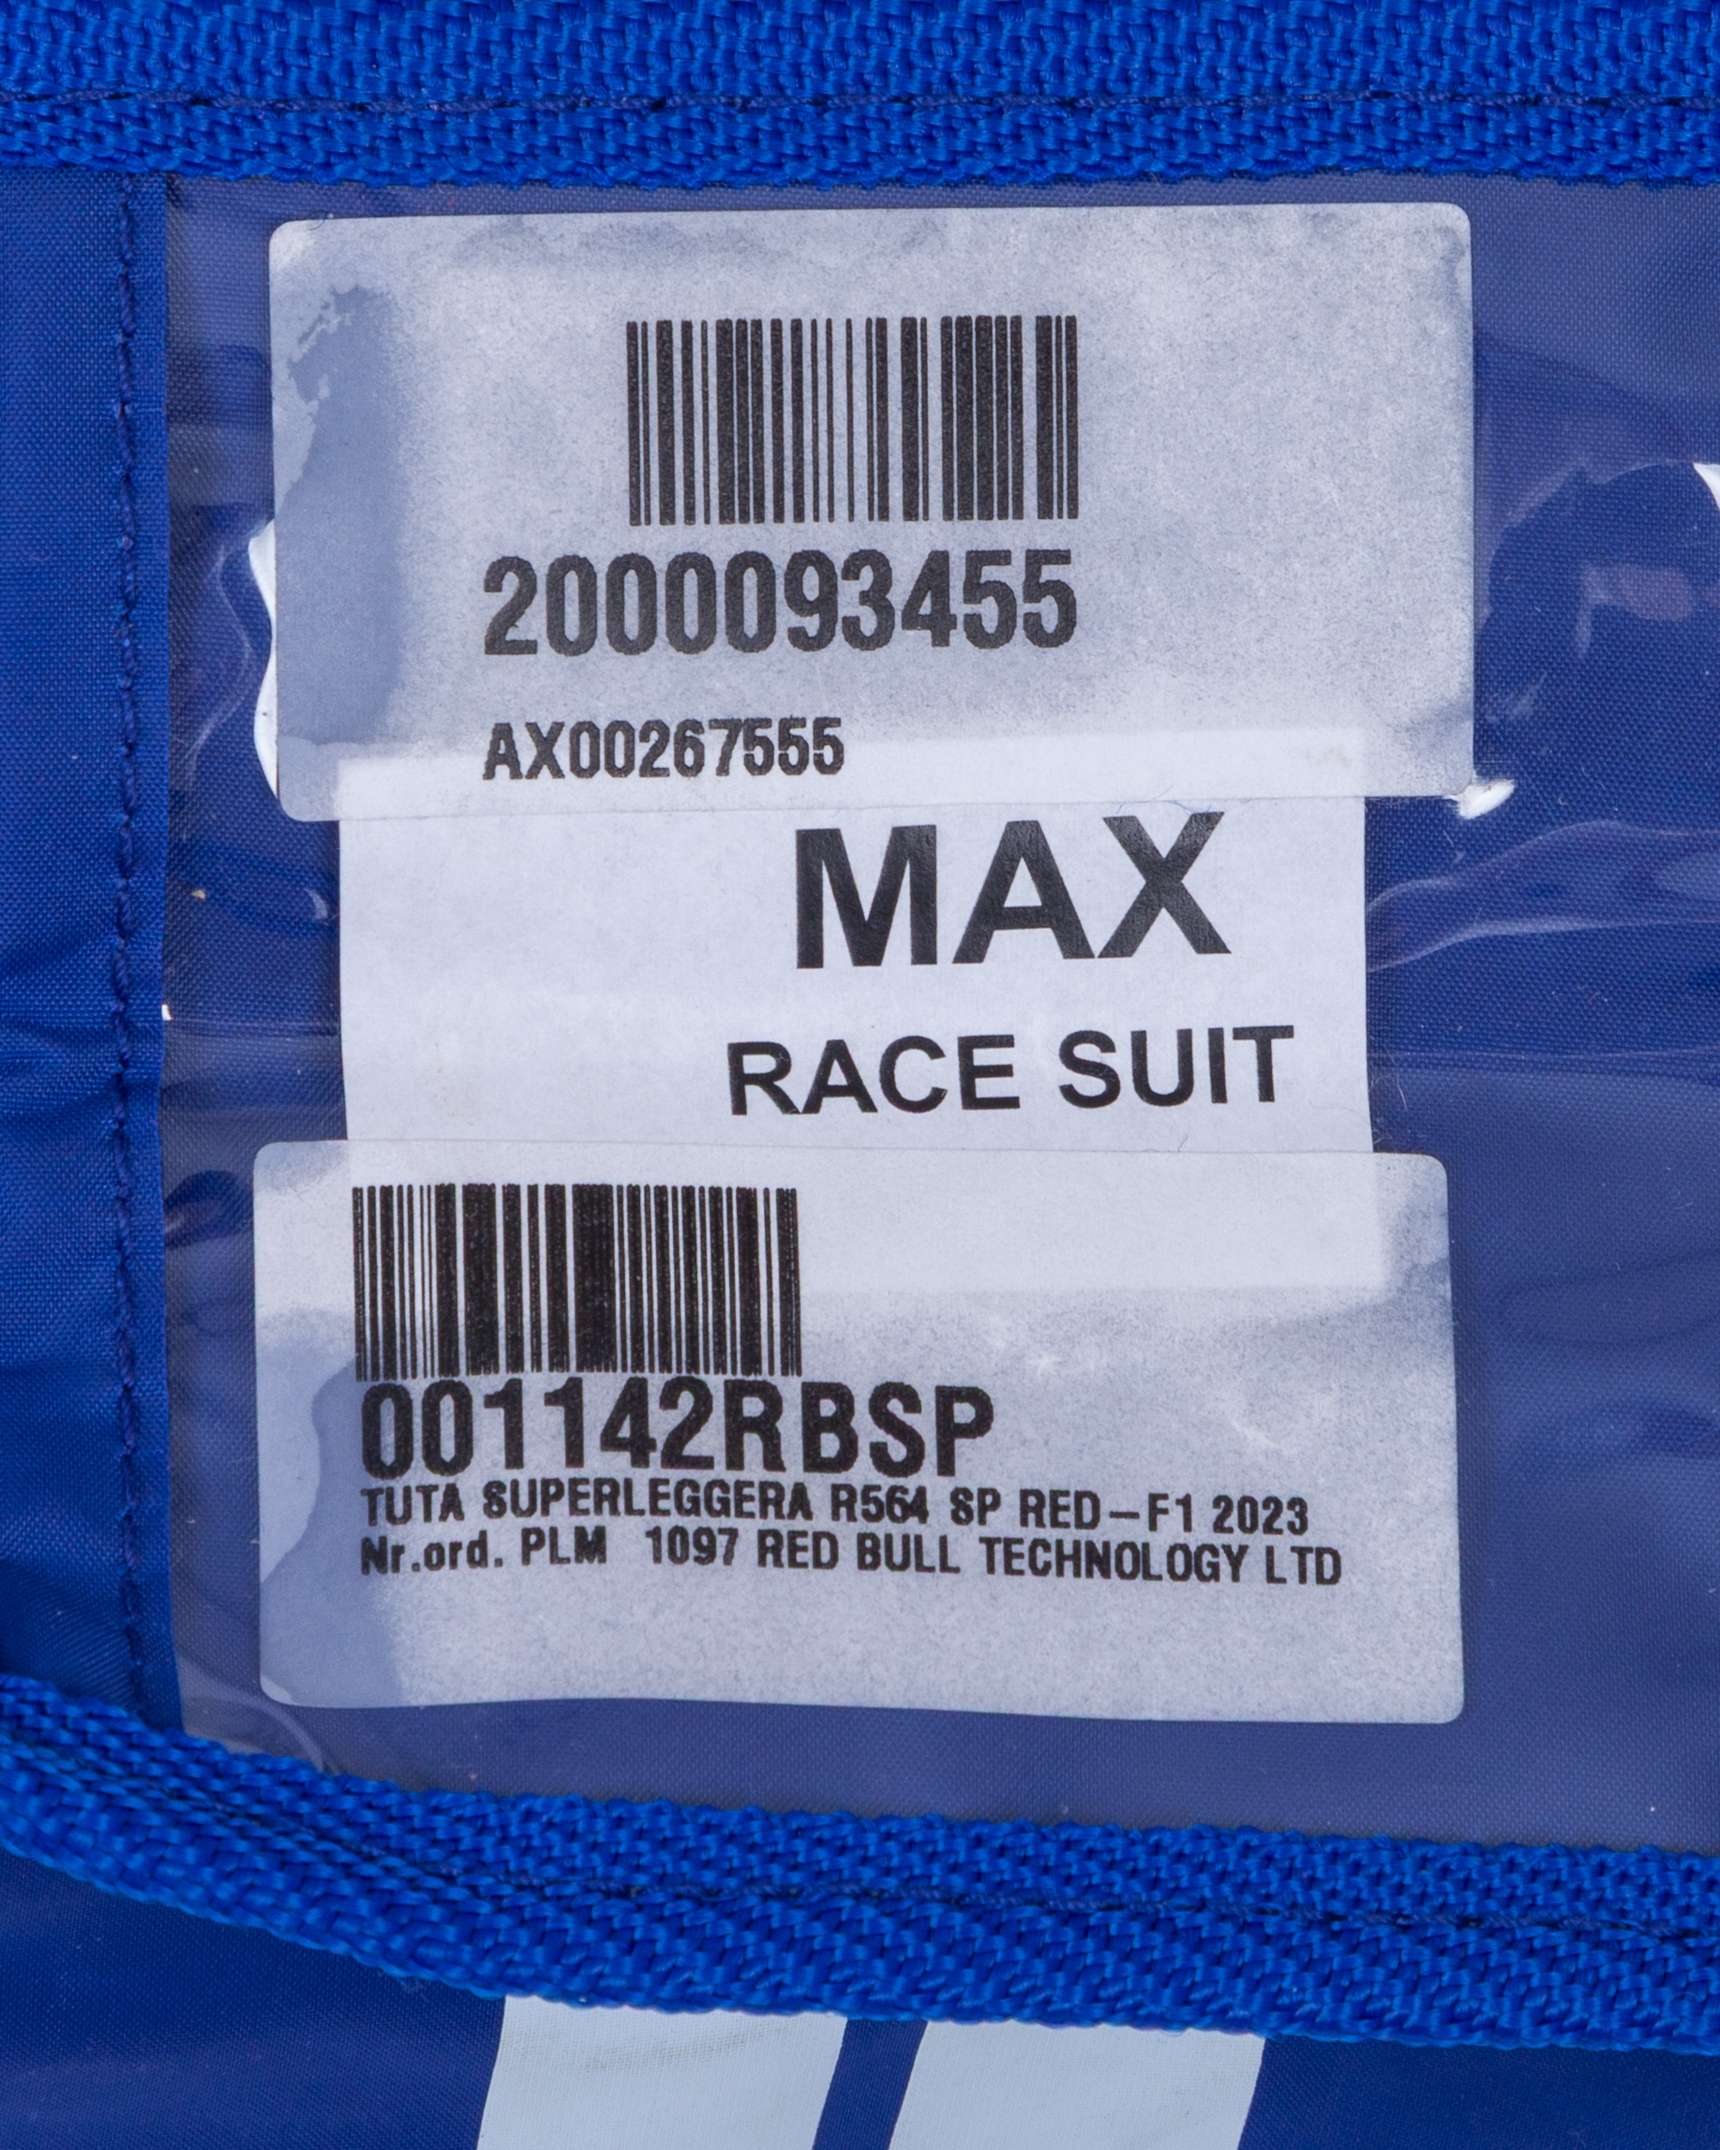 2000093455
AX00267555
MAX
RACE SUIT
001142RBSP
TUTA SUPERLEGGERA R564 SP RED-F1 2023
Nr.ord. PLM 1097 RED BULL TECHNOLOGY LTD